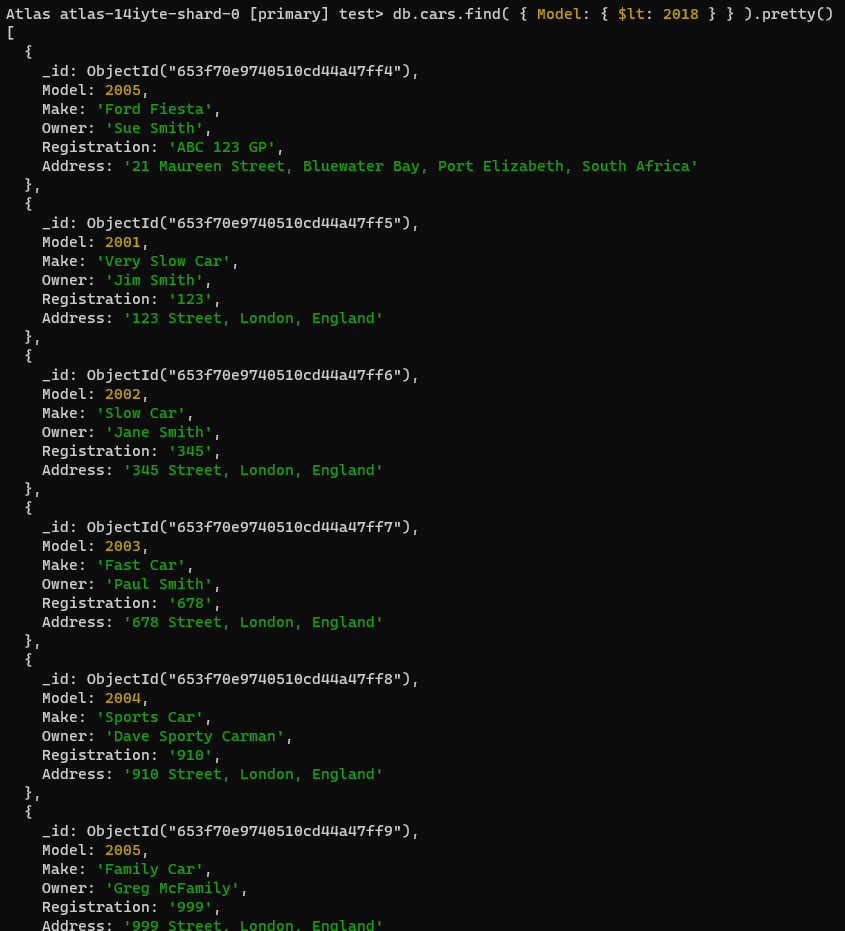 Atlas atlas-14iyte-shard-0 [primary] test> db.cars.find( { Model: { $lt: 2018 } } ).pretty()
[
  {
    _id: ObjectId("653f70e9740510cd44a47ff4"),
    Model: 2005,
    Make: 'Ford Fiesta',
    Owner: 'Sue Smith',
    Registration: 'ABC 123 GP',
    Address: '21 Maureen Street, Bluewater Bay, Port Elizabeth, South Africa'
  },
  {
    _id: ObjectId("653f70e9740510cd44a47ff5"),
    Model: 2001,
    Make: 'Very Slow Car',
    Owner: 'Jim Smith',
    Registration: '123',
    Address: '123 Street, London, England'
  },
  {
    _id: ObjectId("653f70e9740510cd44a47ff6"),
    Model: 2002,
    Make: 'Slow Car',
    Owner: 'Jane Smith',
    Registration: '345',
    Address: '345 Street, London, England'
  },
  {
    _id: ObjectId("653f70e9740510cd44a47ff7"),
    Model: 2003,
    Make: 'Fast Car',
    Owner: 'Paul Smith',
    Registration: '678',
    Address: '678 Street, London, England'
  },
  {
    _id: ObjectId("653f70e9740510cd44a47ff8"),
    Model: 2004,
    Make: 'Sports Car',
    Owner: 'Dave Sporty Carman',
    Registration: '910',
    Address: '910 Street, London, England'
  },
  {
    _id: ObjectId("653f70e9740510cd44a47ff9"),
    Model: 2005,
    Make: 'Family Car',
    Owner: 'Greg McFamily',
    Registration: '999',
    Address: '999 Street, London, England'